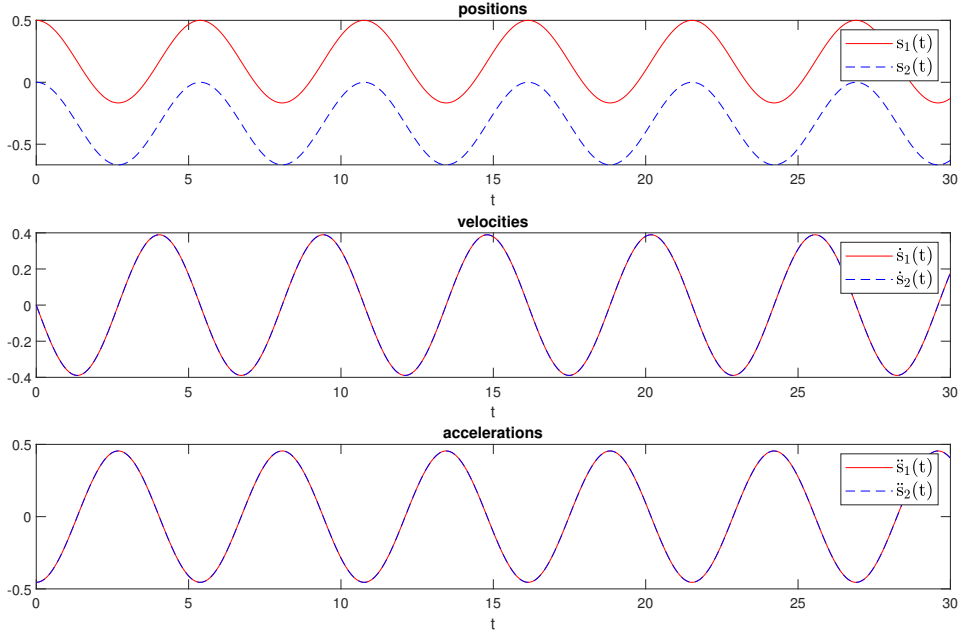 positions
0.5
0
-0.5
s₁(t)
s₂(t)
0 5 10 15 20 25 30
t
velocities
0.4
0.2
0
-0.2
-0.4
ṡ₁(t)
ṡ₂(t)
0 5 10 15 20 25 30
t
accelerations
0.5
0
-0.5
s̈₁(t)
s̈₂(t)
0 5 10 15 20 25 30
t